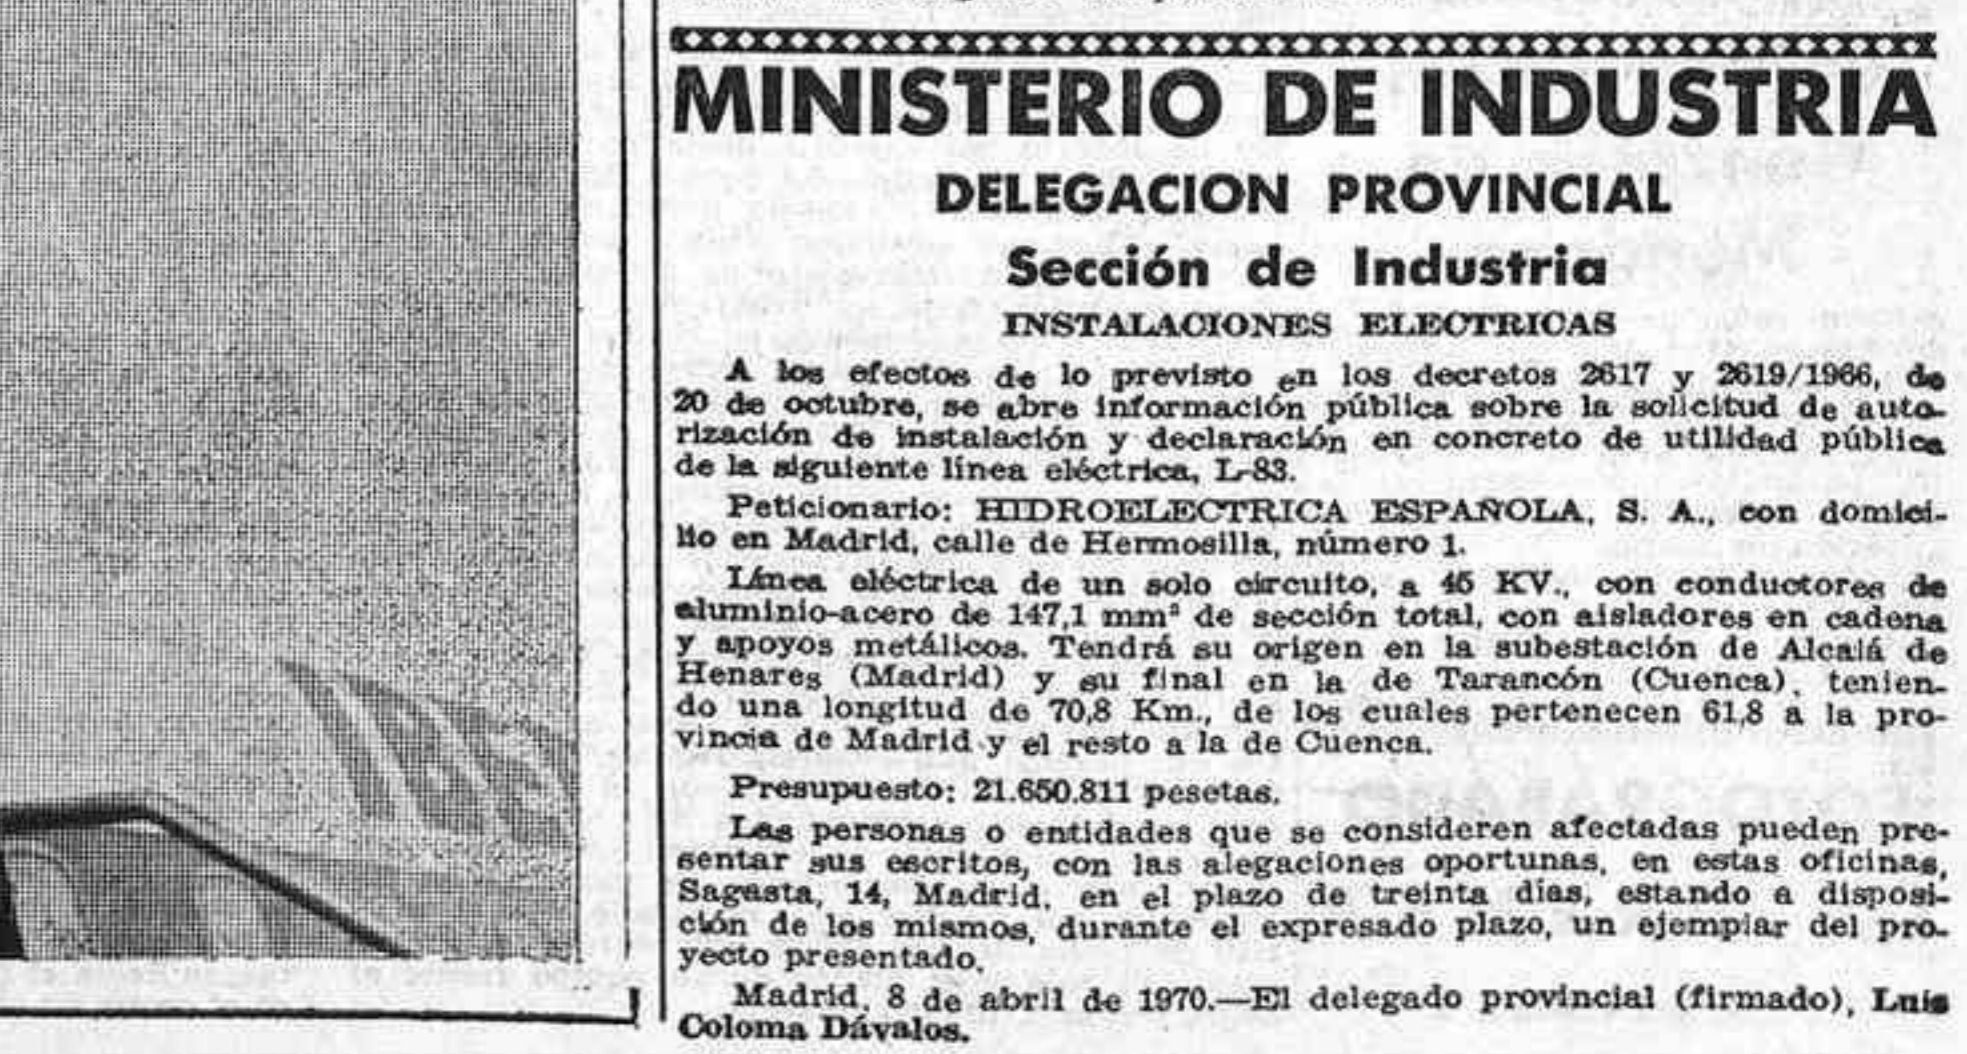 MINISTERIO DE INDUSTRIA
DELEGACION PROVINCIAL
Sección de Industria
INSTALACIONES ELECTRICAS
A los efectos de lo previsto en los decretos 2617 y 2619/1966, de
20 de octubre, se abre información pública sobre la solicitud de auto-
rización de instalación y declaración en concreto de utilidad pública
de la siguiente línea eléctrica, L-83.
Peticionario: HIDROELECTRICA ESPAÑOLA, S. A., con domici-
lio en Madrid, calle de Hermosilla, número 1.
Línea eléctrica de un solo circuito, a 45 KV., con conductores de
aluminio-acero de 147,1 mm² de sección total, con aisladores en cadena
y apoyos metálicos. Tendrá su origen en la subestación de Alcalá de
Henares (Madrid) y su final en la de Tarancón (Cuenca), tenien-
do una longitud de 70,8 Km., de los cuales pertenecen 61,8 a la pro-
vincia de Madrid y el resto a la de Cuenca.
Presupuesto: 21.650.811 pesetas.
Las personas o entidades que se consideren afectadas pueden pre-
sentar sus escritos, con las alegaciones oportunas, en estas oficinas,
Sagasta, 14, Madrid, en el plazo de treinta días, estando a disposi-
ción de los mismos, durante el expresado plazo, un ejemplar del pro-
yecto presentado.
Madrid, 8 de abril de 1970.—El delegado provincial (firmado), Luis
Coloma Dávalos.